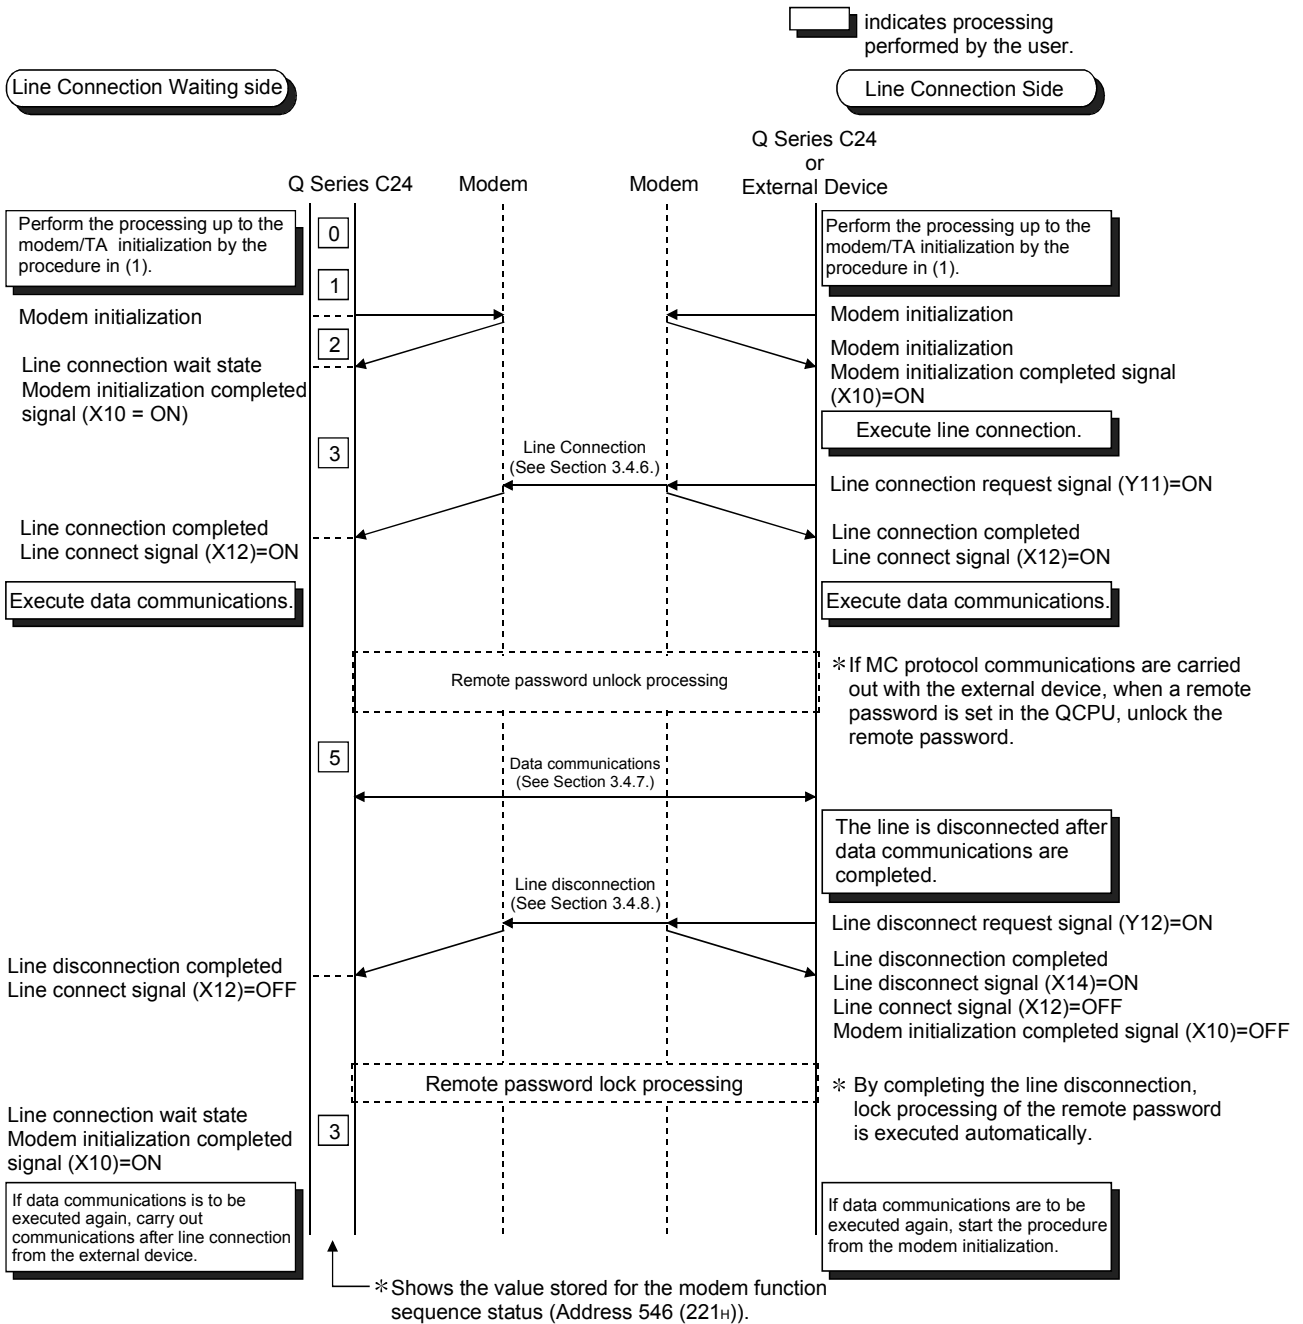 indicates processing
performed by the user.
Line Connection Waiting side
Line Connection Side
Q Series C24
or
External Device
Q Series C24
Modem
Modem
Perform the processing up to the
modem/TA initialization by the
procedure in (1).
0
Perform the processing up to the
modem/TA initialization by the
procedure in (1).
1
Modem initialization
Modem initialization
2
Line connection wait state
Modem initialization completed
signal (X10 = ON)
Modem initialization
Modem initialization completed signal
(X10)=ON
Execute line connection.
3
Line Connection
(See Section 3.4.6.)
Line connection request signal (Y11)=ON
Line connection completed
Line connect signal (X12)=ON
Line connection completed
Line connect signal (X12)=ON
Execute data communications.
Execute data communications.
Remote password unlock processing
*If MC protocol communications are carried
out with the external device, when a remote
password is set in the QCPU, unlock the
remote password.
5
Data communications
(See Section 3.4.7.)
The line is disconnected after
data communications are
completed.
Line disconnection
(See Section 3.4.8.)
Line disconnect request signal (Y12)=ON
Line disconnection completed
Line connect signal (X12)=OFF
Line disconnection completed
Line disconnect signal (X14)=ON
Line connect signal (X12)=OFF
Modem initialization completed signal (X10)=OFF
Remote password lock processing
* By completing the line disconnection,
lock processing of the remote password
is executed automatically.
Line connection wait state
Modem initialization completed
signal (X10)=ON
3
If data communications is to be
executed again, carry out
communications after line connection
from the external device.
If data communications are to be
executed again, start the procedure
from the modem initialization.
*Shows the value stored for the modem function
sequence status (Address 546 (221H)).